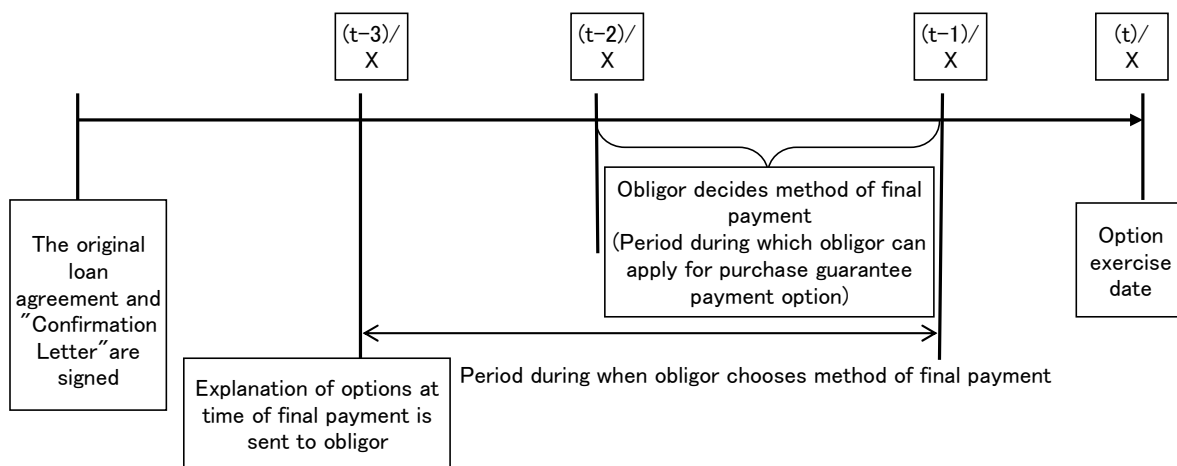 (t-3)/
X
(t-2)/
X
(t-1)/
X
(t)/
X
The original
loan
agreement and
"Confirmation
Letter"are
signed
Obligor decides method of final
payment
(Period during which obligor can
apply for purchase guarantee
payment option)
Option
exercise
date
Explanation of options at
time of final payment is
sent to obligor
Period during when obligor chooses method of final payment